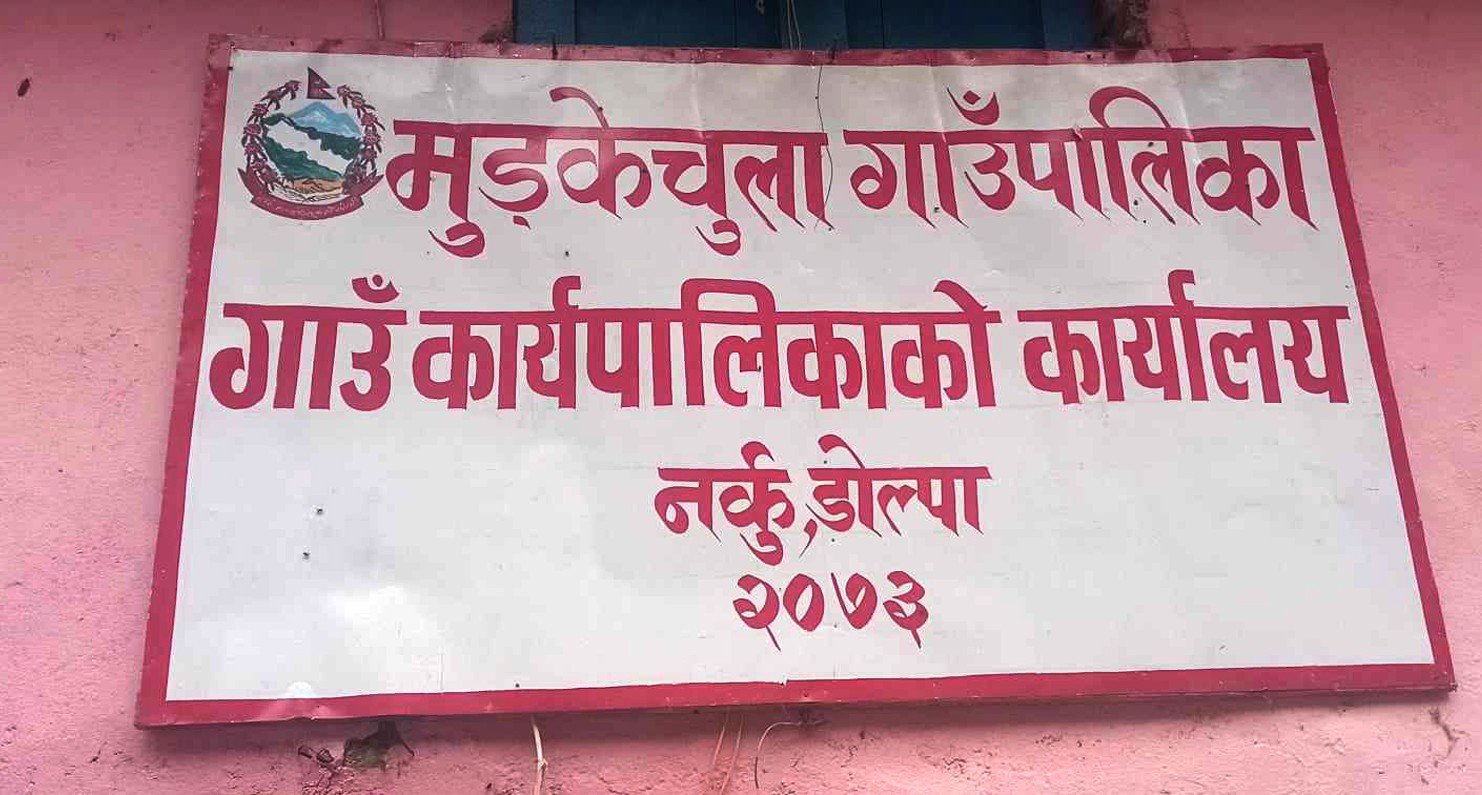 मुड्केचुला गाउँपालिका
गाउँ कार्यपालिकाको कार्यालय
नर्कु, डोल्पा
२०७३